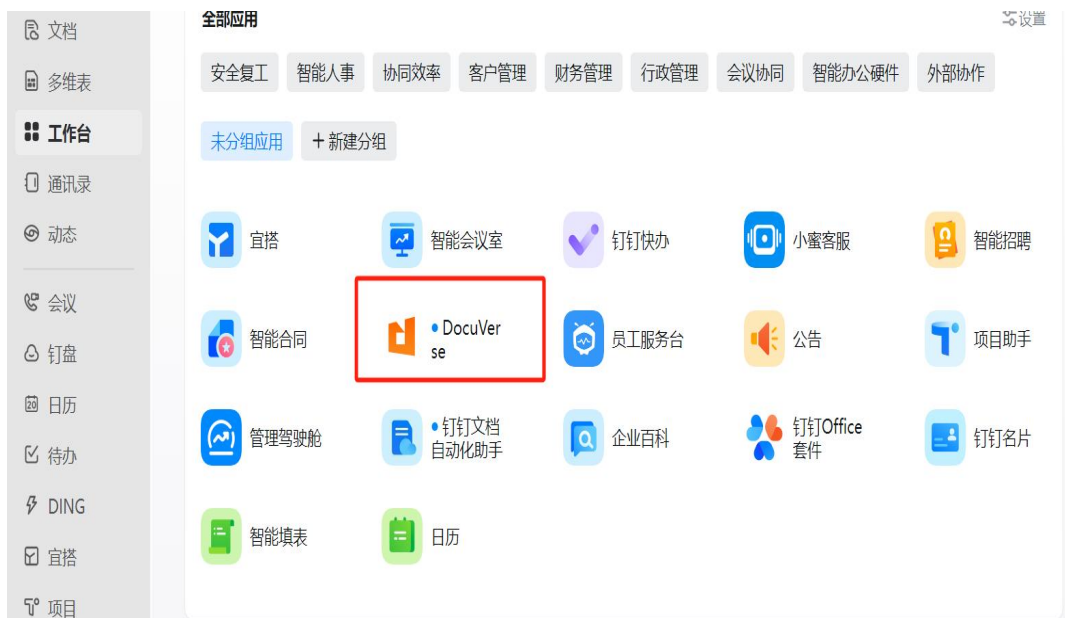 文档
多维表
工作台
通讯录
动态
会议
钉盘
20
日历
待办
DING
宜搭
项目
全部应用
设置
安全复工 智能人事 协同效率 客户管理 财务管理 行政管理 会议协同 智能办公硬件 外部协作
未分组应用 + 新建分组
宜搭 智能会议室 钉钉快办 小蜜客服 智能招聘
智能合同
DocuVer
se
员工服务台 公告 项目助手
管理驾驶舱
钉钉文档
自动化助手
企业百科
钉钉Office
套件
钉钉名片
智能填表 日历